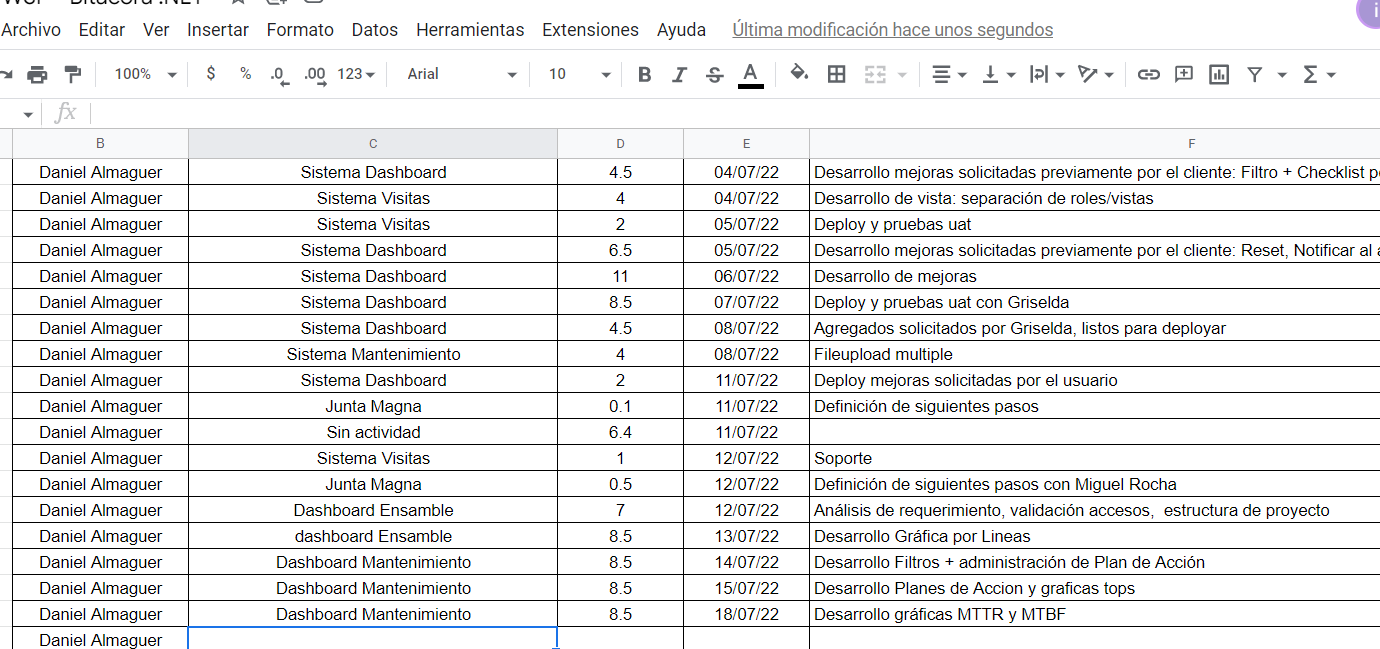 Bitácora .NET
Archivo Editar Ver Insertar Formato Datos Herramientas Extensiones Ayuda Última modificación hace unos segundos
100% $ % .0 .00 123 Arial 10 B I S A
fx
B C D E F
Daniel Almaguer Sistema Dashboard 4.5 04/07/22 Desarrollo mejoras solicitadas previamente por el cliente: Filtro + Checklist
Daniel Almaguer Sistema Visitas 4 04/07/22 Desarrollo de vista: separación de roles/vistas
Daniel Almaguer Sistema Visitas 2 05/07/22 Deploy y pruebas uat
Daniel Almaguer Sistema Dashboard 6.5 05/07/22 Desarrollo mejoras solicitadas previamente por el cliente: Reset, Notificar al
Daniel Almaguer Sistema Dashboard 11 06/07/22 Desarrollo de mejoras
Daniel Almaguer Sistema Dashboard 8.5 07/07/22 Deploy y pruebas uat con Griselda
Daniel Almaguer Sistema Dashboard 4.5 08/07/22 Agregados solicitados por Griselda, listos para deployar
Daniel Almaguer Sistema Mantenimiento 4 08/07/22 Fileupload multiple
Daniel Almaguer Sistema Dashboard 2 11/07/22 Deploy mejoras solicitadas por el usuario
Daniel Almaguer Junta Magna 0.1 11/07/22 Definición de siguientes pasos
Daniel Almaguer Sin actividad 6.4 11/07/22
Daniel Almaguer Sistema Visitas 1 12/07/22 Soporte
Daniel Almaguer Junta Magna 0.5 12/07/22 Definición de siguientes pasos con Miguel Rocha
Daniel Almaguer Dashboard Ensamble 7 12/07/22 Análisis de requerimiento, validación accesos,  estructura de proyecto
Daniel Almaguer dashboard Ensamble 8.5 13/07/22 Desarrollo Gráfica por Lineas
Daniel Almaguer Dashboard Mantenimiento 8.5 14/07/22 Desarrollo Filtros + administración de Plan de Acción
Daniel Almaguer Dashboard Mantenimiento 8.5 15/07/22 Desarrollo Planes de Accion y graficas tops
Daniel Almaguer Dashboard Mantenimiento 8.5 18/07/22 Desarrollo gráficas MTTR y MTBF
Daniel Almaguer